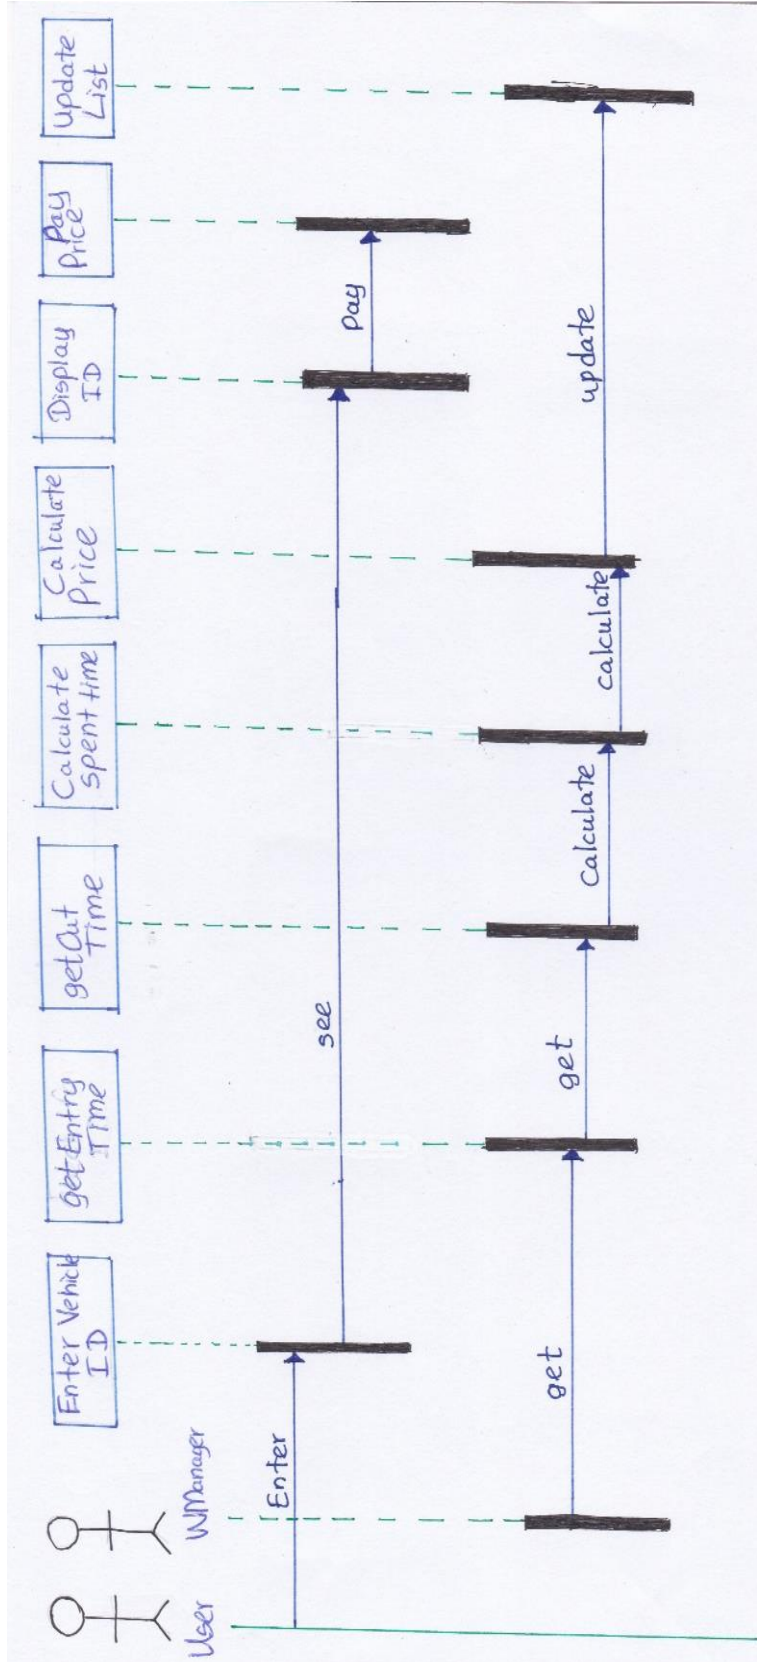 User
WManager
Enter Vehicle
ID
getEntry
Time
getOut
Time
Calculate
Spent time
Calculate
Price
Display
ID
Pay
Price
Update
List
Enter
see
Pay
get
get
Calculate
calculate
update